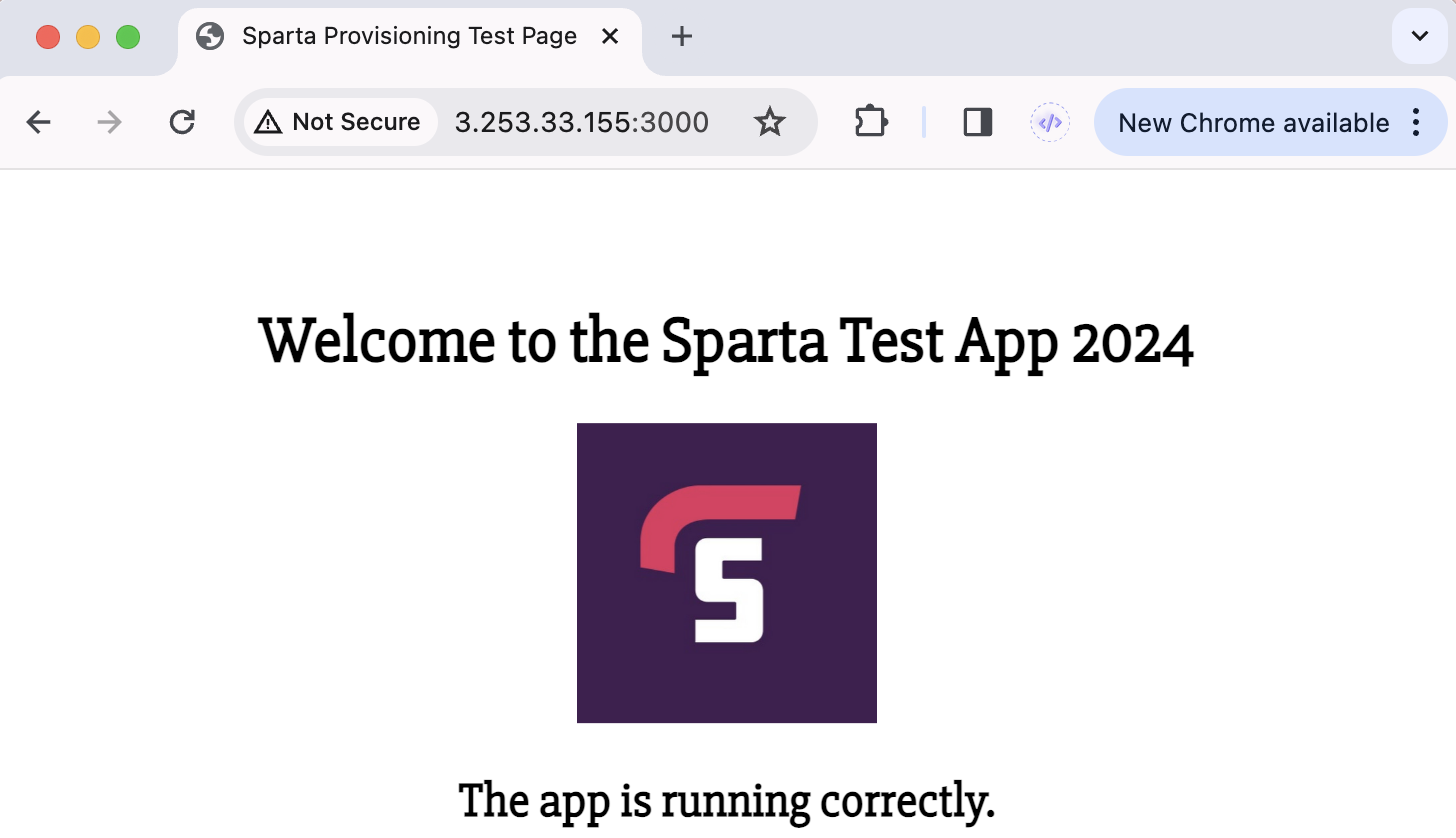 Sparta Provisioning Test Page
Not Secure 3.253.33.155:3000 New Chrome available
Welcome to the Sparta Test App 2024
S
The app is running correctly.